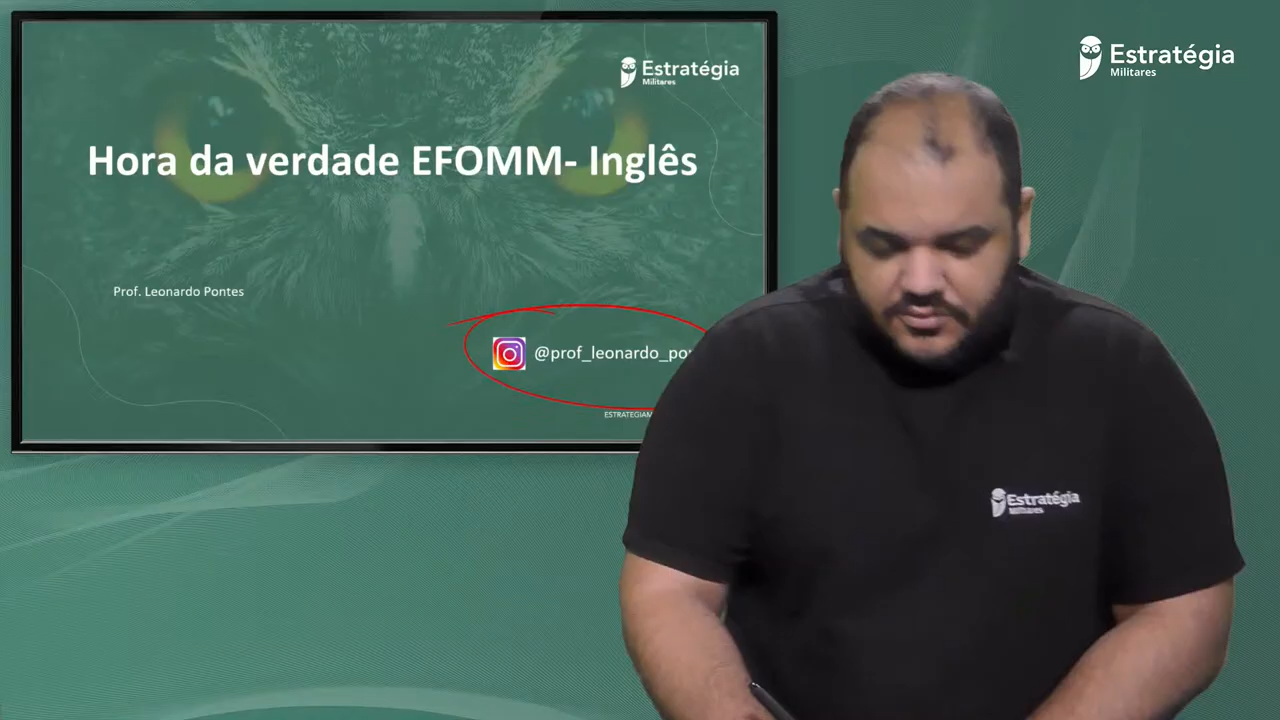 Estratégia
Militares
Estratégia
Militares
Hora da verdade EFOMM- Inglês
Prof. Leonardo Pontes
Estratégia
Militares